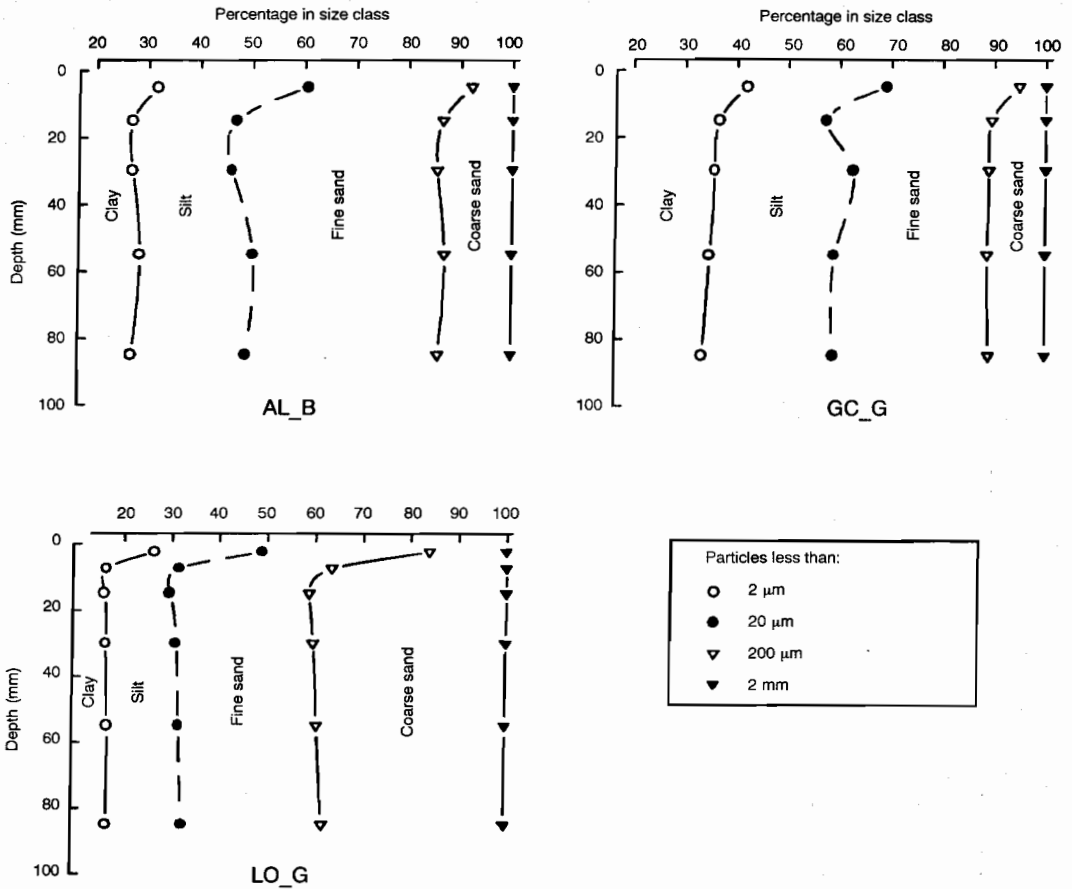 Percentage in size class
20 30 40 50 60 70 80 90 100
0
20
40
60
80
100
Depth (mm)
Clay
Silt
Fine sand
Coarse sand
AL_B
Percentage in size class
20 30 40 50 60 70 80 90 100
0
20
40
60
80
100
Clay
Silt
Fine sand
Coarse sand
GC_G
20 30 40 50 60 70 80 90 100
0
20
40
60
80
100
Depth (mm)
Clay
Silt
Fine sand
Coarse sand
LO_G
Particles less than:
2 μm
20 μm
200 μm
2 mm